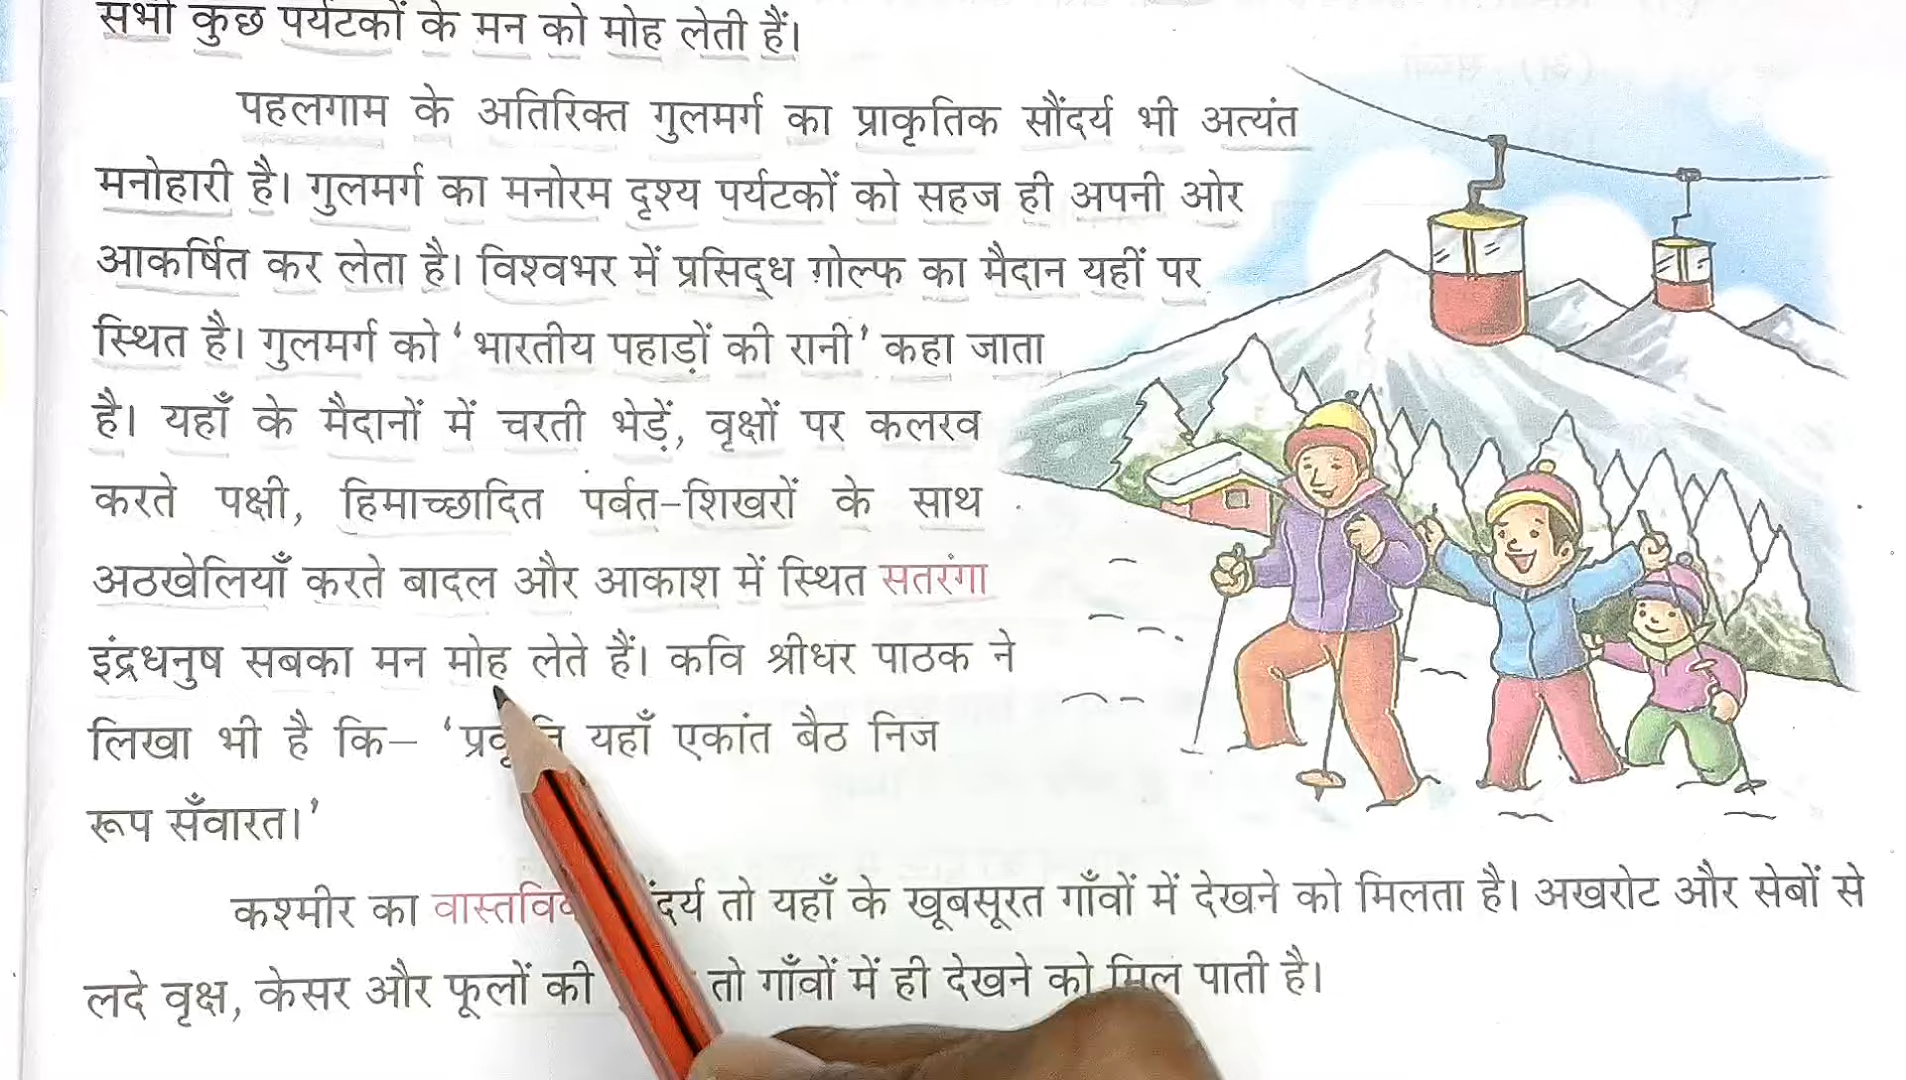 सभी कुछ पर्यटकों के मन को मोह लेती हैं।
पहलगाम के अतिरिक्त गुलमर्ग का प्राकृतिक सौंदर्य भी अत्यंत
मनोहारी है। गुलमर्ग का मनोरम दृश्य पर्यटकों को सहज ही अपनी ओर
आकर्षित कर लेता है। विश्वभर में प्रसिद्ध ग़ोल्फ का मैदान यहीं पर
स्थित है। गुलमर्ग को ‘भारतीय पहाड़ों की रानी’ कहा जाता
है। यहाँ के मैदानों में चरती भेड़ें, वृक्षों पर कलरव
करते पक्षी, हिमाच्छादित पर्वत-शिखरों के साथ
अठखेलियाँ करते बादल और आकाश में स्थित सतरंगा
इंद्रधनुष सबका मन मोह लेते हैं। कवि श्रीधर पाठक ने
लिखा भी है कि– ‘प्रकृति यहाँ एकांत बैठ निज
रूप सँवारत।’
कश्मीर का तो यहाँ के खूबसूरत गाँवों में देखने को मिलता है। अखरोट और सेबों से
लदे वृक्ष, केसर और फूलों की तो गाँवों में ही देखने को मिल पाती है।